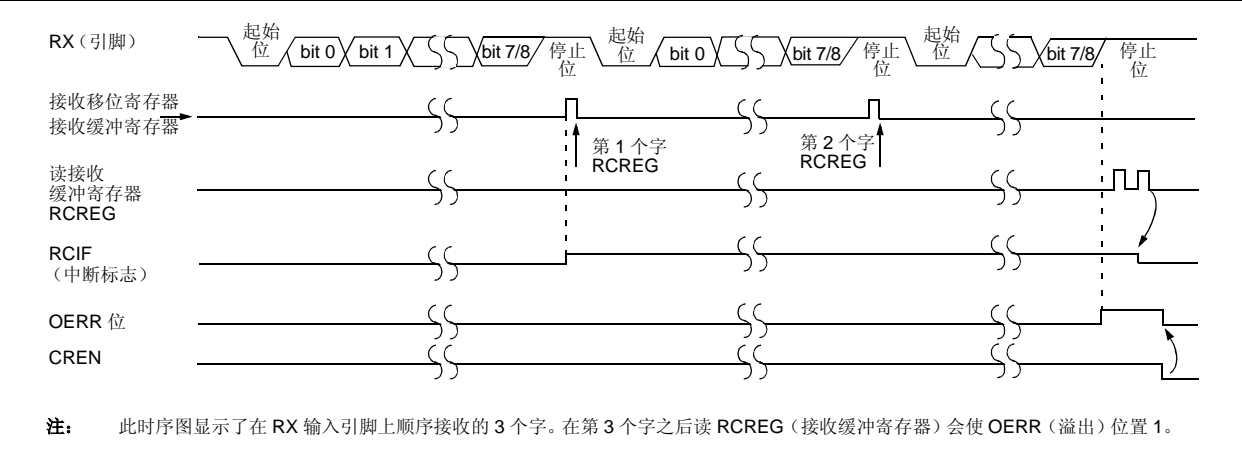 RX（引脚）
起始位
bit 0
bit 1
bit 7/8
停止位
起始位
bit 0
bit 7/8
停止位
起始位
bit 7/8
停止位
接收移位寄存器
接收缓冲寄存器
第 1 个字
RCREG
第 2 个字
RCREG
读接收
缓冲寄存器
RCREG
RCIF
（中断标志）
OERR 位
CREN
注： 此时序图显示了在 RX 输入引脚上顺序接收的 3 个字。在第 3 个字之后读 RCREG（接收缓冲寄存器）会使 OERR（溢出）位置 1。